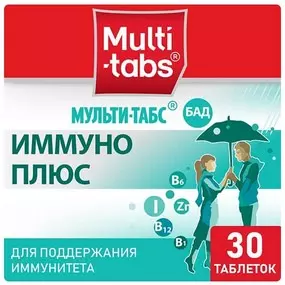 Multi
-tabs®
МУЛЬТИ-ТАБС® БАД
ИММУНО
ПЛЮС
B6
I Zn
B12
B1
ДЛЯ ПОДДЕРЖАНИЯ
ИММУНИТЕТА
30
ТАБЛЕТОК